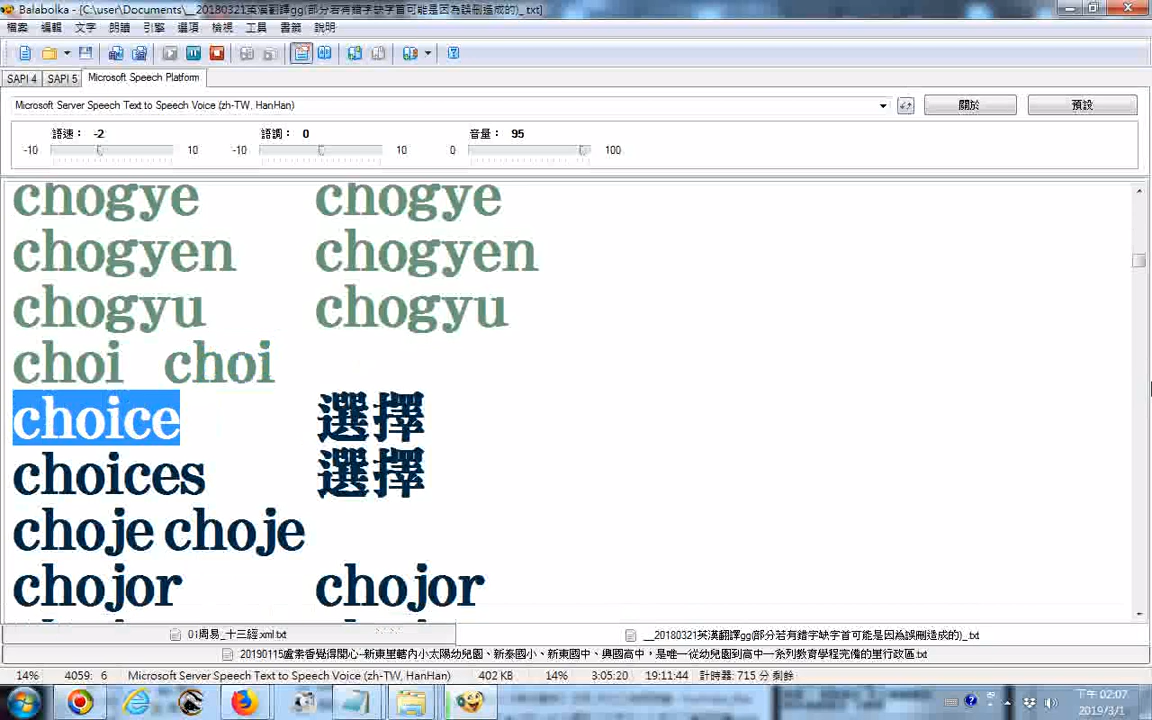 Balabolka - [C:\user\Documents\__20180321英漢翻譯gg(部分若有錯字缺字首可能是因為誤刪造成的)_.txt]
檔案 編輯 文字 朗讀 引擎 選項 檢視 工具 書籤 說明
SAPI 4 SAPI 5 Microsoft Speech Platform
Microsoft Server Speech Text to Speech Voice (zh-TW, HanHan) 關於 預設
語速： -2 語調： 0 音量： 95
-10 10 -10 10 0 100
chogye chogye
chogyen chogyen
chogyu chogyu
choi choi
choice 選擇
choices 選擇
choje choje
chojor chojor
01周易_十三經.xml.txt __20180321英漢翻譯gg(部分若有錯字缺字首可能是因為誤刪造成的)_.txt
20190115盧素香覺得開心-新東里轄內小太陽幼兒園、新泰國小、新東國中、興國高中，是唯一從幼兒園到高中一系列教育學程完備的里行政區.txt
14% 4059: 6 Microsoft Server Speech Text to Speech Voice (zh-TW, HanHan) 402 KB 14% 3:05:20 19:11:44 計時器: 715 分 剩餘
下午 02:07
2019/3/1